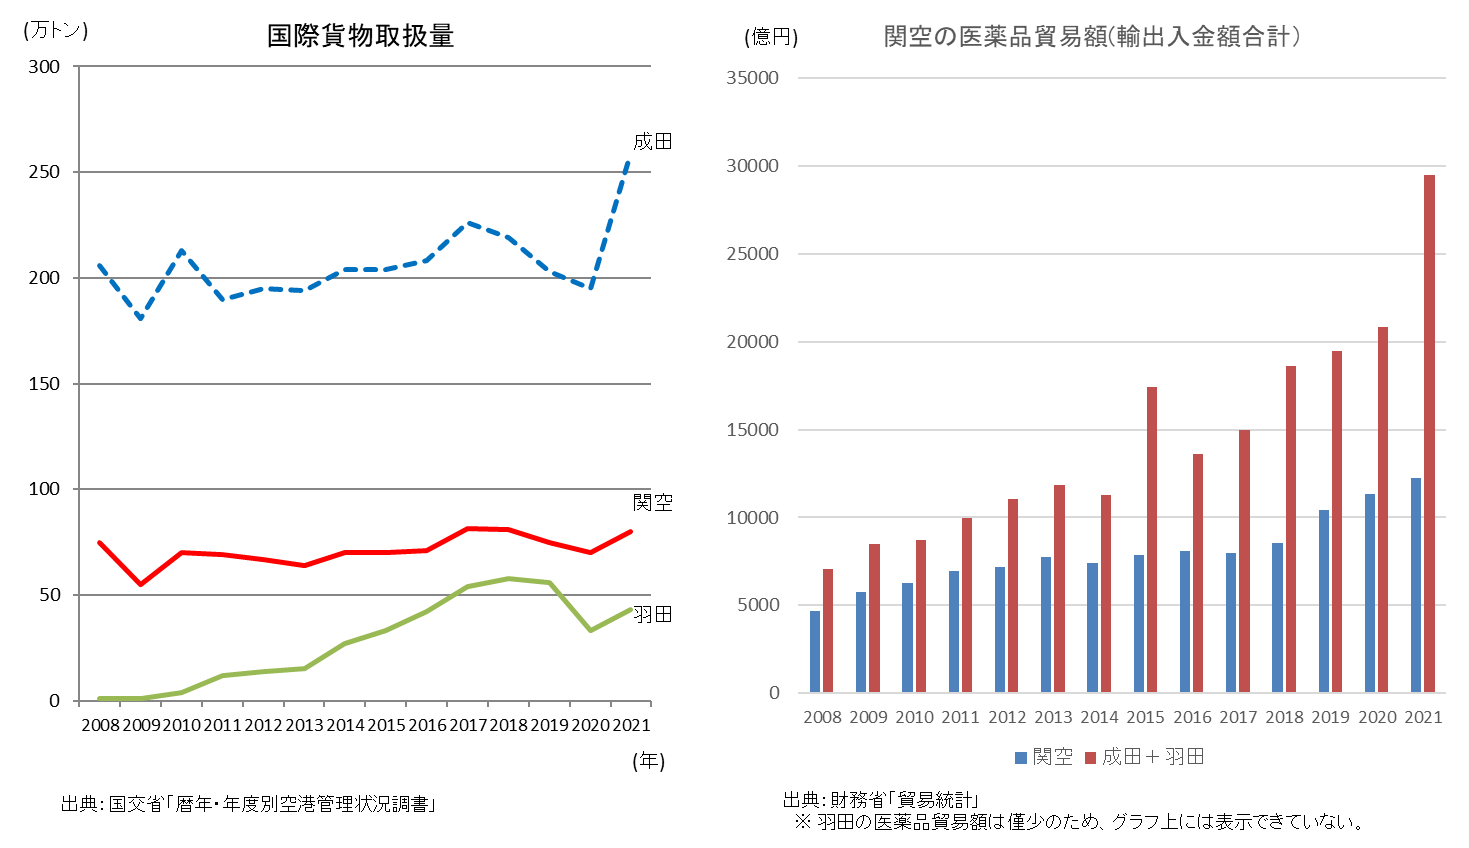 (万トン)
国際貨物取扱量
300
250
200
150
100
50
0
成田
関空
羽田
2008 2009 2010 2011 2012 2013 2014 2015 2016 2017 2018 2019 2020 2021
(年)
出典：国交省「暦年・年度別空港管理状況調書」
(億円)
関空の医薬品貿易額(輸出入金額合計)
35000
30000
25000
20000
15000
10000
5000
0
2008 2009 2010 2011 2012 2013 2014 2015 2016 2017 2018 2019 2020 2021
関空 成田＋羽田
出典：財務省「貿易統計」
※ 羽田の医薬品貿易額は僅少のため、グラフ上には表示できていない。